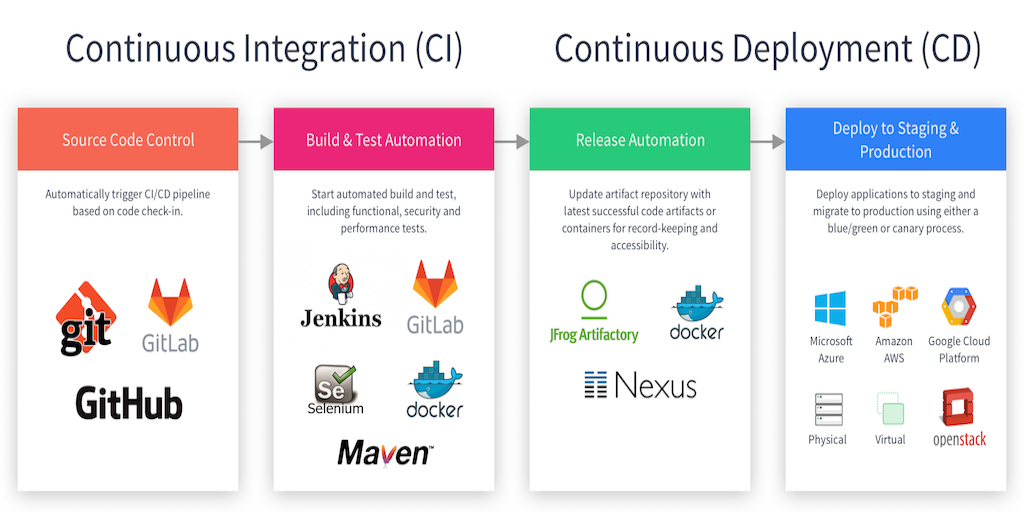 Continuous Integration (CI)
Continuous Deployment (CD)
Source Code Control
Automatically trigger CI/CD pipeline
based on code check-in.
git
GitLab
GitHub
Build & Test Automation
Start automated build and test,
including functional, security and
performance tests.
Jenkins
GitLab
Se
Selenium
docker
Maven™
Release Automation
Update artifact repository with
latest successful code artifacts or
containers for record-keeping and
accessibility.
JFrog Artifactory
docker
Nexus
Deploy to Staging &
Production
Deploy applications to staging and
migrate to production using either a
blue/green or canary process.
Microsoft
Azure
Amazon
AWS
Google Cloud
Platform
Physical
Virtual
openstack